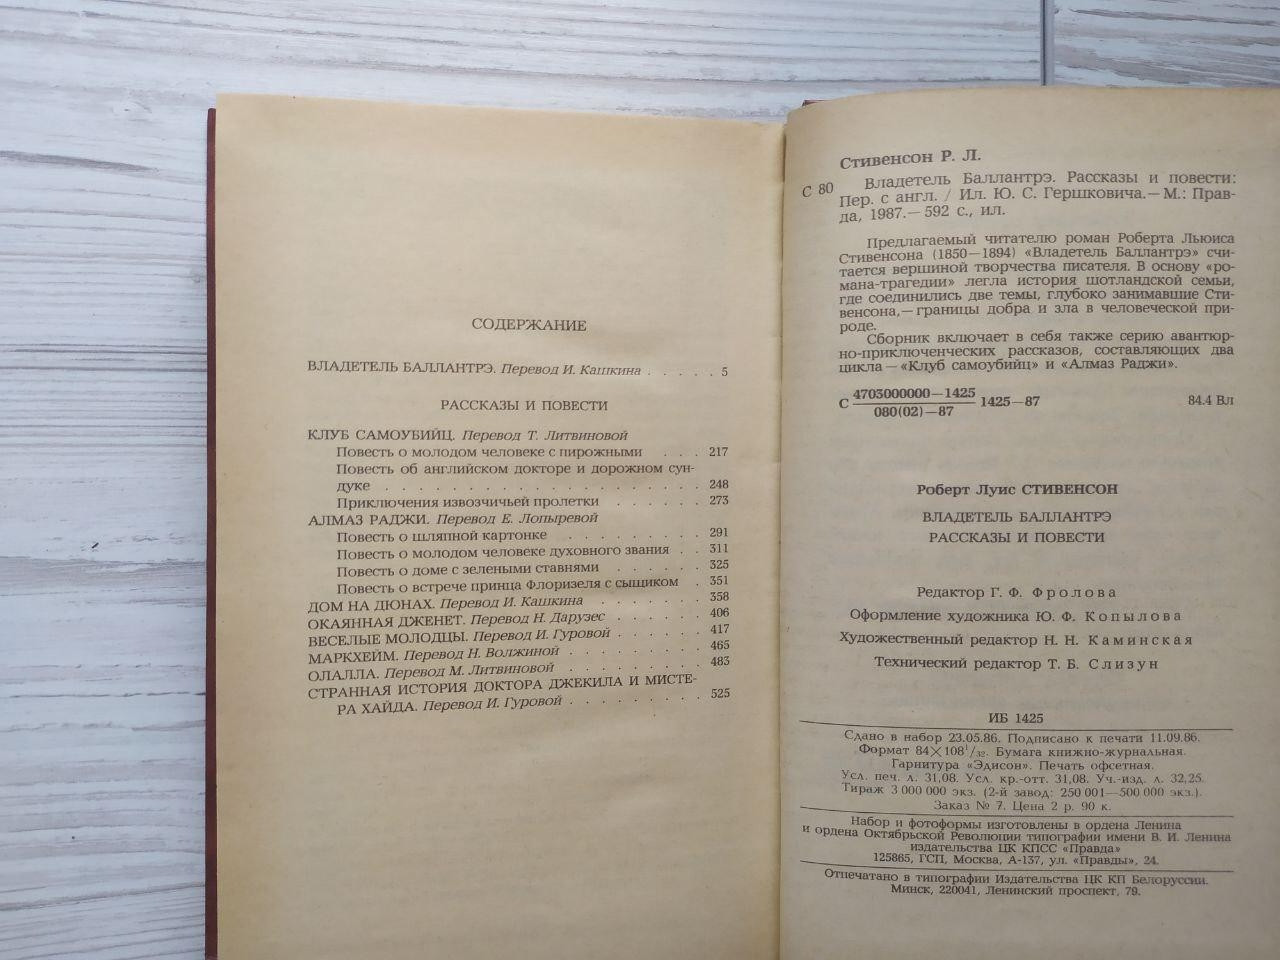 СОДЕРЖАНИЕ
ВЛАДЕТЕЛЬ БАЛЛАНТРЭ. Перевод И. Кашкина . . . . . 5
РАССКАЗЫ И ПОВЕСТИ
КЛУБ САМОУБИЙЦ. Перевод Т. Литвиновой
Повесть о молодом человеке с пирожными . . . 217
Повесть об английском докторе и дорожном сун-
дуке . . . . . . . . . . . . . . . . . . . 248
Приключения извозчичьей пролетки . . . . . . 273
АЛМАЗ РАДЖИ. Перевод Е. Лопыревой
Повесть о шляпной картонке . . . . . . . . 291
Повесть о молодом человеке духовного звания . . 311
Повесть о доме с зелеными ставнями . . . . . . 325
Повесть о встрече принца Флоризеля с сыщиком . 351
ДОМ НА ДЮНАХ. Перевод И. Кашкина . . . . . . . 358
ОКАЯННАЯ ДЖЕНЕТ. Перевод Н. Дарузес . . . . . . 406
ВЕСЕЛЫЕ МОЛОДЦЫ. Перевод И. Гуровой . . . . . . 417
МАРКХЕЙМ. Перевод Н. Волжиной . . . . . . . . 465
ОЛАЛЛА. Перевод М. Литвиновой . . . . . . . . 483
СТРАННАЯ ИСТОРИЯ ДОКТОРА ДЖЕКИЛА И МИСТЕ-
РА ХАЙДА. Перевод И. Гуровой . . . . . . . . 525
Стивенсон Р. Л.
С 80 Владетель Баллантрэ. Рассказы и повести:
Пер. с англ. / Ил. Ю. С. Гершковича.— М.: Прав-
да, 1987.— 592 с., ил.
Предлагаемый читателю роман Роберта Льюиса
Стивенсона (1850—1894) «Владетель Баллантрэ» счи-
тается вершиной творчества писателя. В основу «ро-
мана-трагедии» легла история шотландской семьи,
где соединились две темы, глубоко занимавшие Сти-
венсона,— границы добра и зла в человеческой при-
роде.
Сборник включает в себя также серию авантюр-
но-приключенческих рассказов, составляющих два
цикла — «Клуб самоубийц» и «Алмаз Раджи».
С 4703000000—1425 / 080(02)—87 1425—87 84.4 Вл
Роберт Луис СТИВЕНСОН
ВЛАДЕТЕЛЬ БАЛЛАНТРЭ
РАССКАЗЫ И ПОВЕСТИ
Редактор Г. Ф. Фролова
Оформление художника Ю. Ф. Копылова
Художественный редактор Н. Н. Каминская
Технический редактор Т. Б. Слизун
ИБ 1425
Сдано в набор 23.05.86. Подписано к печати 11.09.86.
Формат 84×108¹/₃₂. Бумага книжно-журнальная.
Гарнитура «Эдисон». Печать офсетная.
Усл. печ. л. 31,08. Усл. кр.-отт. 31,08. Уч.-изд. л. 32,25.
Тираж 3 000 000 экз. (2-й завод: 250 001—500 000 экз.).
Заказ № 7. Цена 2 р. 90 к.
Набор и фотоформы изготовлены в ордена Ленина
и ордена Октябрьской Революции типографии имени В. И. Ленина
издательства ЦК КПСС «Правда»
125865, ГСП, Москва, А-137, ул. «Правды», 24.
Отпечатано в типографии Издательства ЦК КП Белоруссии.
Минск, 220041, Ленинский проспект, 79.